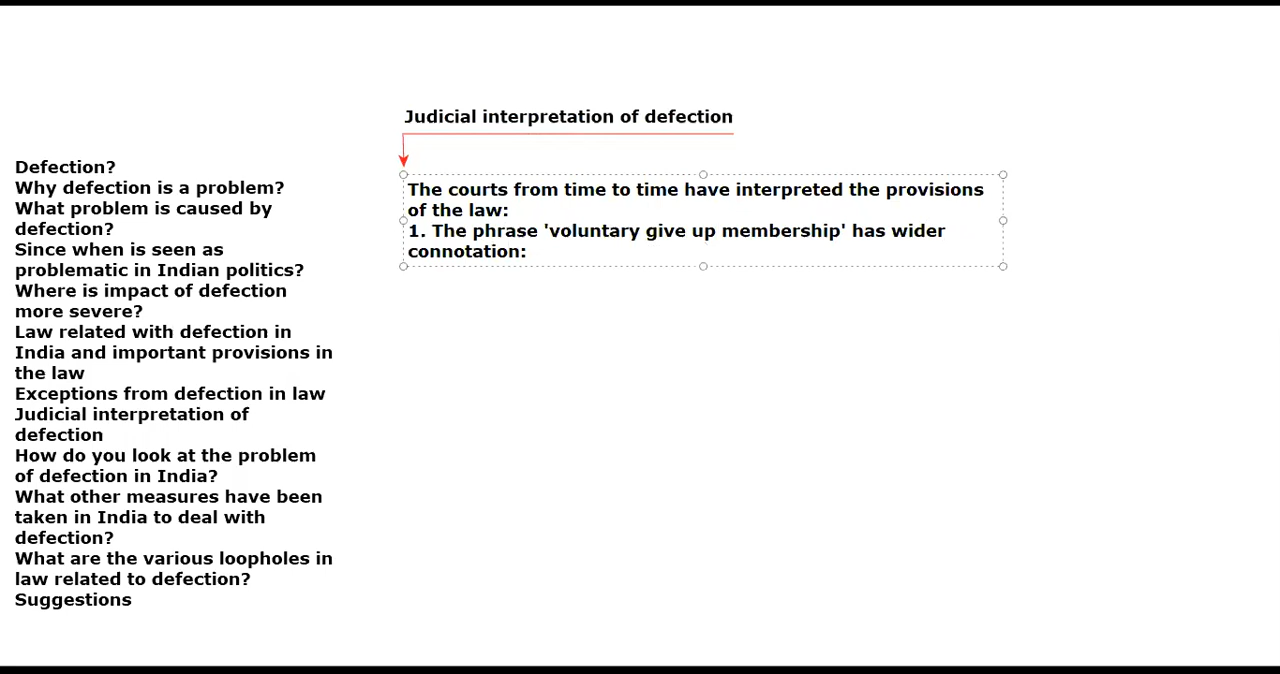 Judicial interpretation of defection
Defection?
Why defection is a problem?
What problem is caused by
defection?
Since when is seen as
problematic in Indian politics?
Where is impact of defection
more severe?
Law related with defection in
India and important provisions in
the law
Exceptions from defection in law
Judicial interpretation of
defection
How do you look at the problem
of defection in India?
What other measures have been
taken in India to deal with
defection?
What are the various loopholes in
law related to defection?
Suggestions
The courts from time to time have interpreted the provisions
of the law:
1. The phrase 'voluntary give up membership' has wider
connotation: